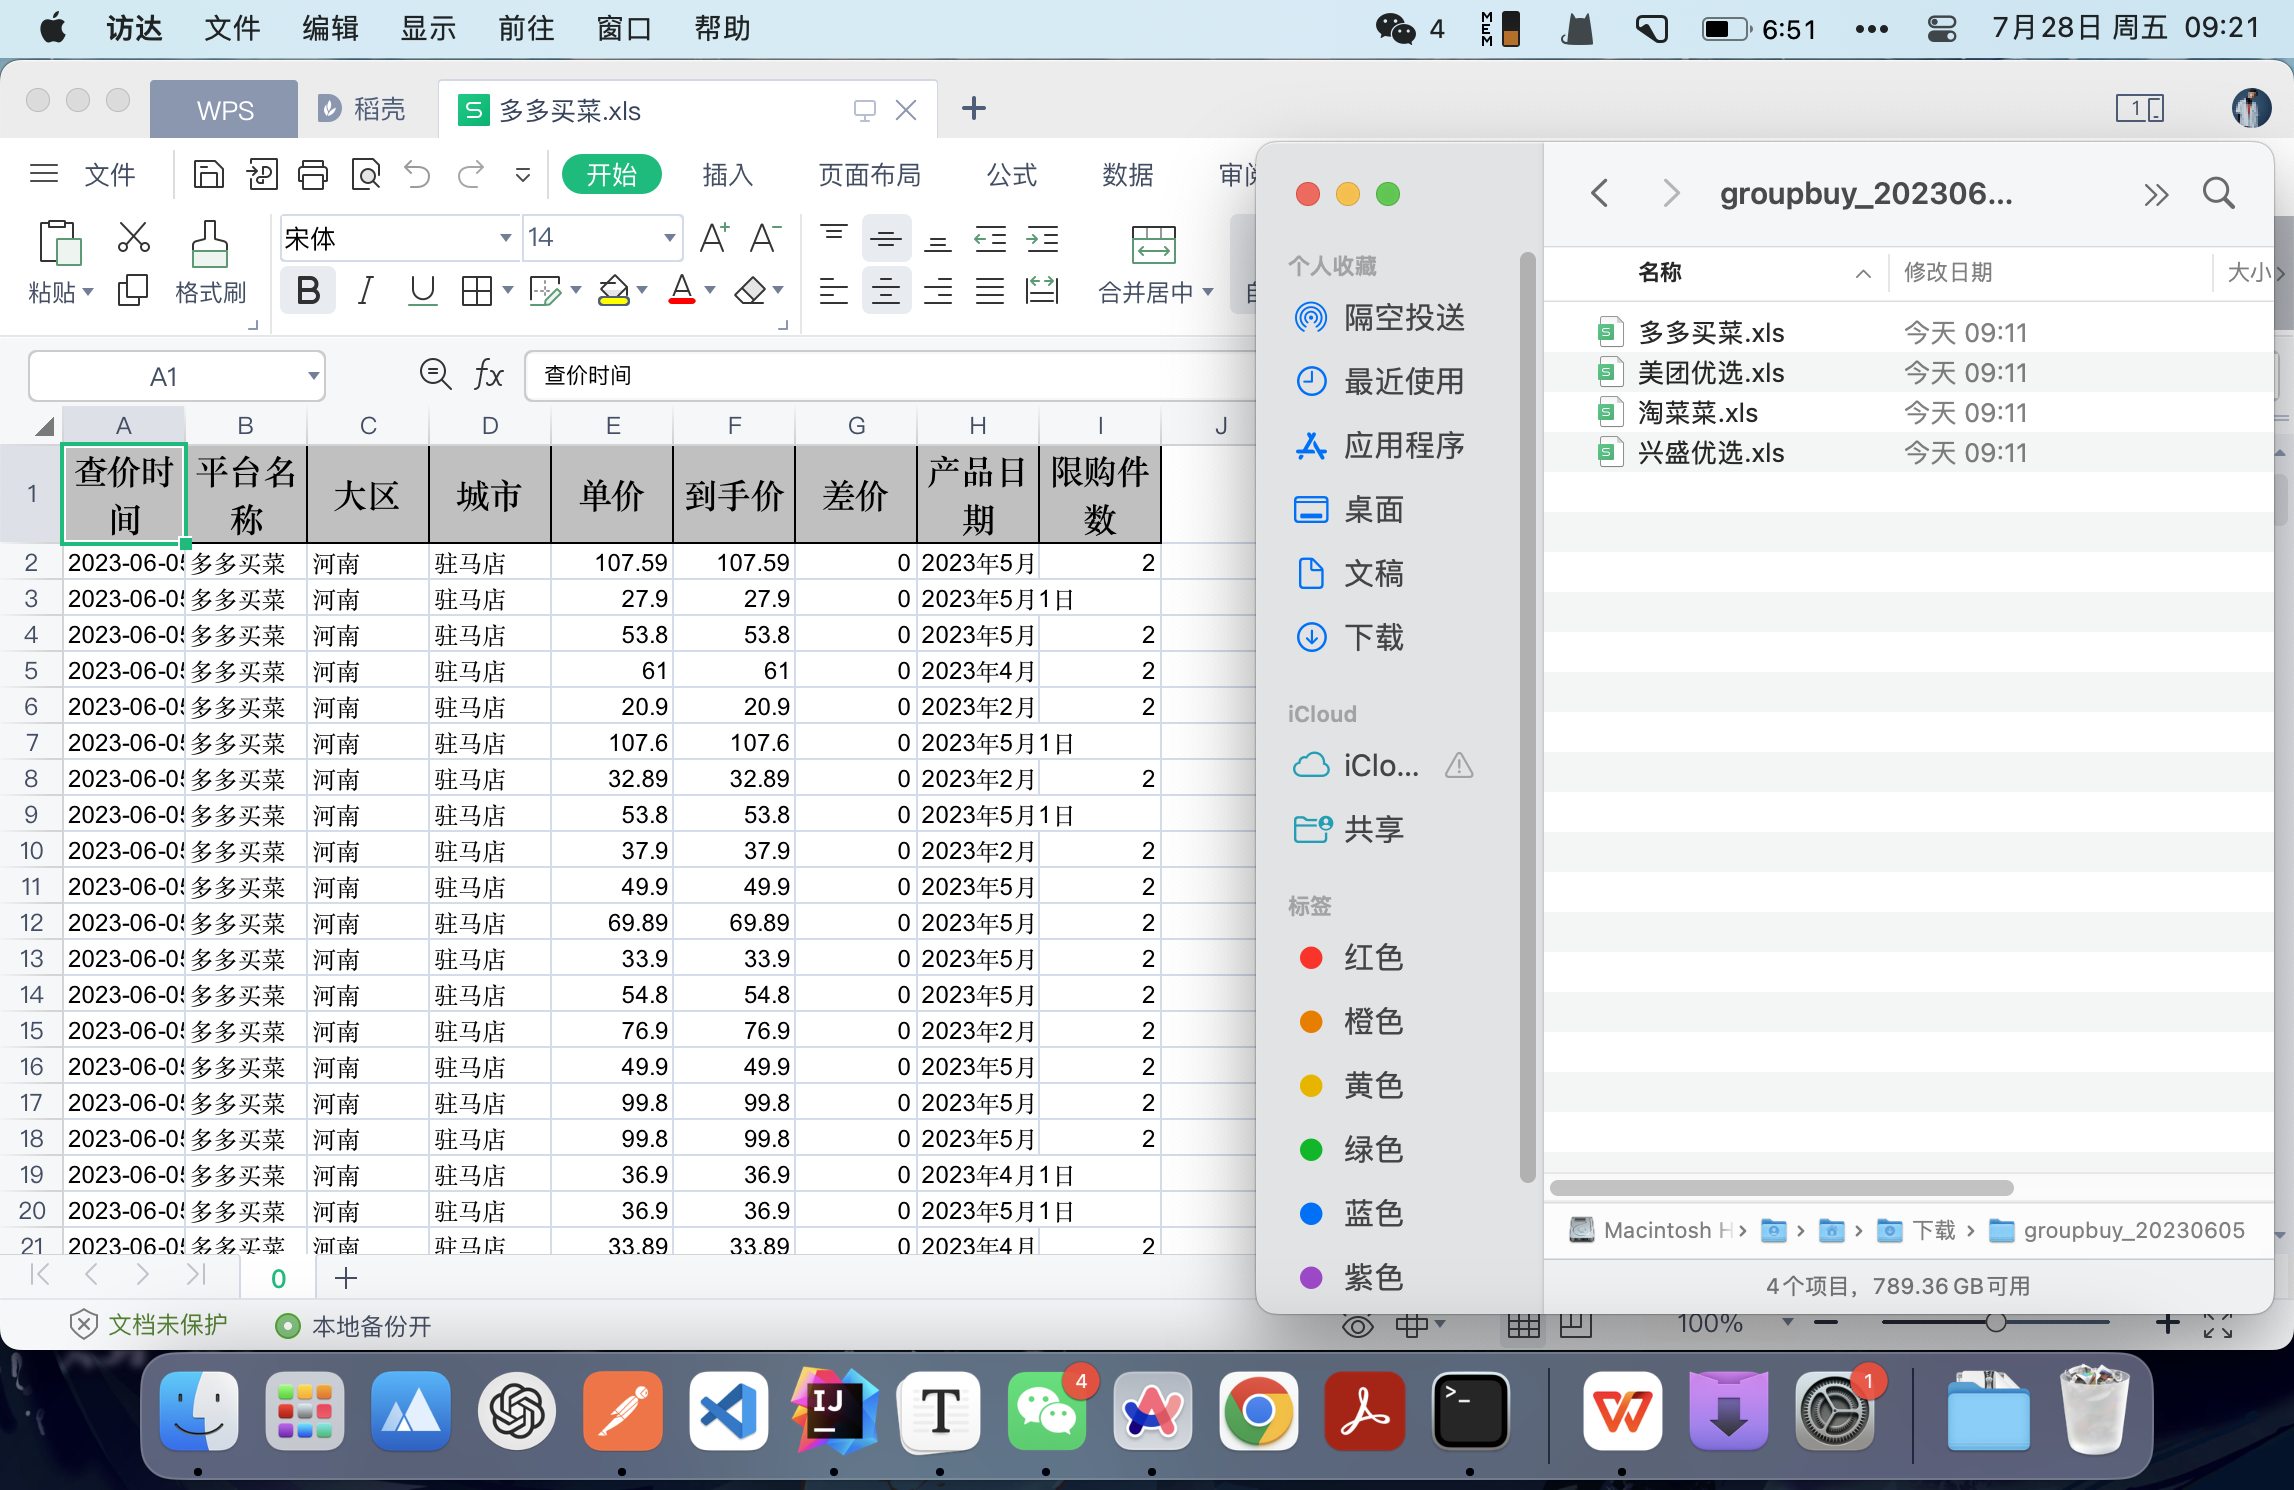 访达 文件 编辑 显示 前往 窗口 帮助 4 MEM 6:51 7月28日 周五 09:21
WPS 稻壳 多多买菜.xls
文件 开始 插入 页面布局 公式 数据
粘贴 格式刷 宋体 14 合并居中
A1 fx 查价时间
A B C D E F G H I J
1 查价时间 平台名称 大区 城市 单价 到手价 差价 产品日期 限购件数
2 2023-06-05 多多买菜 河南 驻马店 107.59 107.59 0 2023年5月 2
3 2023-06-05 多多买菜 河南 驻马店 27.9 27.9 0 2023年5月1日
4 2023-06-05 多多买菜 河南 驻马店 53.8 53.8 0 2023年5月 2
5 2023-06-05 多多买菜 河南 驻马店 61 61 0 2023年4月 2
6 2023-06-05 多多买菜 河南 驻马店 20.9 20.9 0 2023年2月 2
7 2023-06-05 多多买菜 河南 驻马店 107.6 107.6 0 2023年5月1日
8 2023-06-05 多多买菜 河南 驻马店 32.89 32.89 0 2023年2月 2
9 2023-06-05 多多买菜 河南 驻马店 53.8 53.8 0 2023年5月1日
10 2023-06-05 多多买菜 河南 驻马店 37.9 37.9 0 2023年2月 2
11 2023-06-05 多多买菜 河南 驻马店 49.9 49.9 0 2023年5月 2
12 2023-06-05 多多买菜 河南 驻马店 69.89 69.89 0 2023年5月 2
13 2023-06-05 多多买菜 河南 驻马店 33.9 33.9 0 2023年5月 2
14 2023-06-05 多多买菜 河南 驻马店 54.8 54.8 0 2023年5月 2
15 2023-06-05 多多买菜 河南 驻马店 76.9 76.9 0 2023年2月 2
16 2023-06-05 多多买菜 河南 驻马店 49.9 49.9 0 2023年5月 2
17 2023-06-05 多多买菜 河南 驻马店 99.8 99.8 0 2023年5月 2
18 2023-06-05 多多买菜 河南 驻马店 99.8 99.8 0 2023年5月 2
19 2023-06-05 多多买菜 河南 驻马店 36.9 36.9 0 2023年4月1日
20 2023-06-05 多多买菜 河南 驻马店 36.9 36.9 0 2023年5月1日
21 2023-06-05 多多买菜 河南 驻马店 33.89 33.89 0 2023年4月 2
0
文档未保护 本地备份开 100%
groupbuy_202306...
个人收藏
隔空投送
最近使用
应用程序
桌面
文稿
下载
iCloud
iClo...
共享
标签
红色
橙色
黄色
绿色
蓝色
紫色
名称 修改日期 大小
多多买菜.xls 今天 09:11
美团优选.xls 今天 09:11
淘菜菜.xls 今天 09:11
兴盛优选.xls 今天 09:11
Macintosh 下载 groupbuy_20230605
4个项目，789.36 GB可用
IJ T 4 1